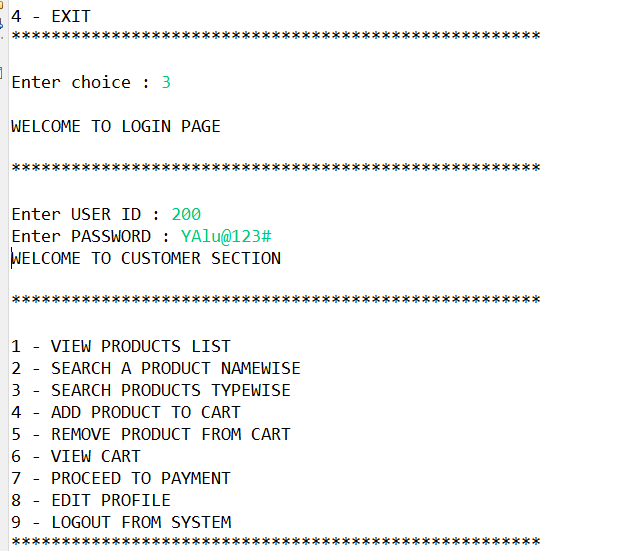 4 - EXIT
*****************************************************
Enter choice : 3
WELCOME TO LOGIN PAGE
*****************************************************
Enter USER ID : 200
Enter PASSWORD : YAlu@123#
WELCOME TO CUSTOMER SECTION
*****************************************************
1 - VIEW PRODUCTS LIST
2 - SEARCH A PRODUCT NAMEWISE
3 - SEARCH PRODUCTS TYPEWISE
4 - ADD PRODUCT TO CART
5 - REMOVE PRODUCT FROM CART
6 - VIEW CART
7 - PROCEED TO PAYMENT
8 - EDIT PROFILE
9 - LOGOUT FROM SYSTEM
*****************************************************